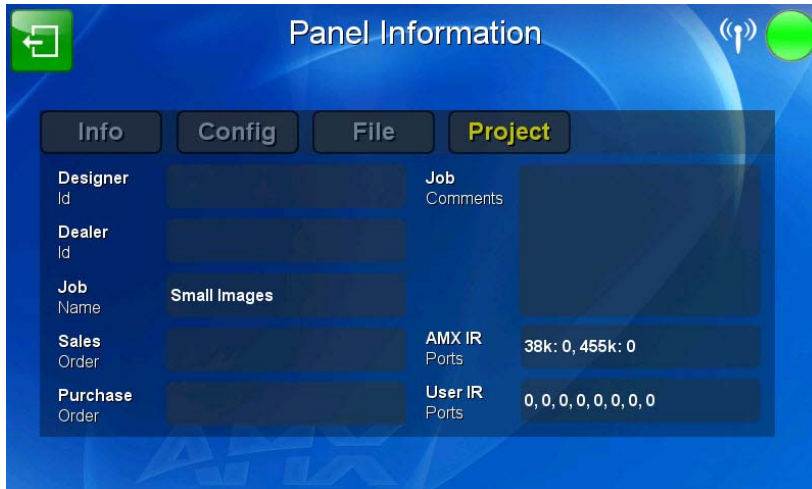 Panel Information
Info Config File Project
Designer
Id
Job
Comments
Dealer
Id
Job
Name
Small Images
Sales
Order
AMX IR
Ports
38k: 0, 455k: 0
Purchase
Order
User IR
Ports
0, 0, 0, 0, 0, 0, 0, 0
AMX